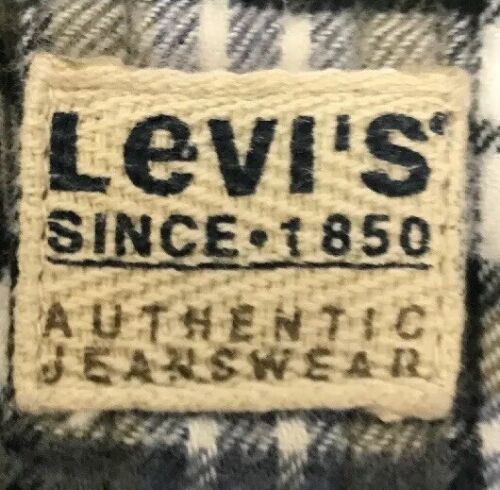 Levi's®
SINCE • 1850
AUTHENTIC
JEANSWEAR